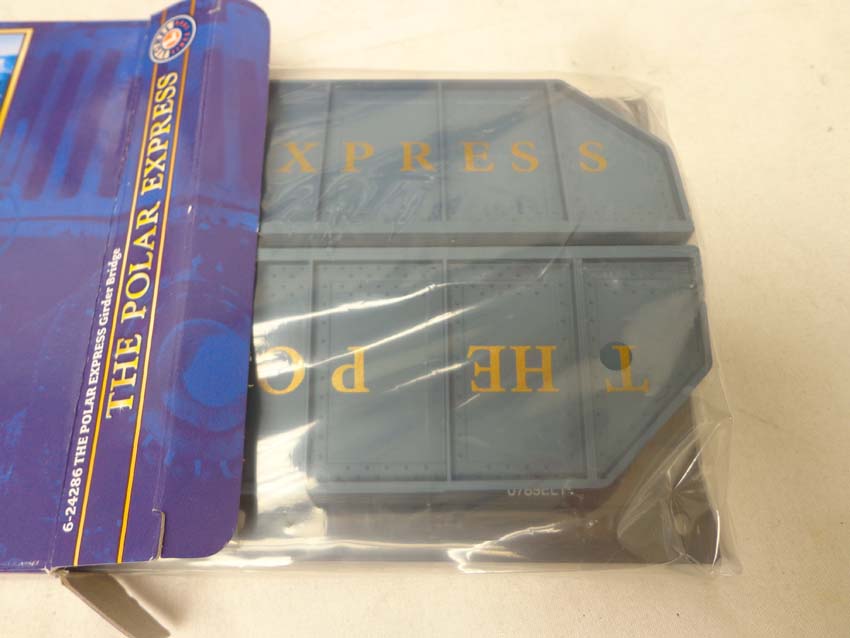 6-24286 THE POLAR EXPRESS Girder Bridge
THE POLAR EXPRESS
XPRESS
THE PO